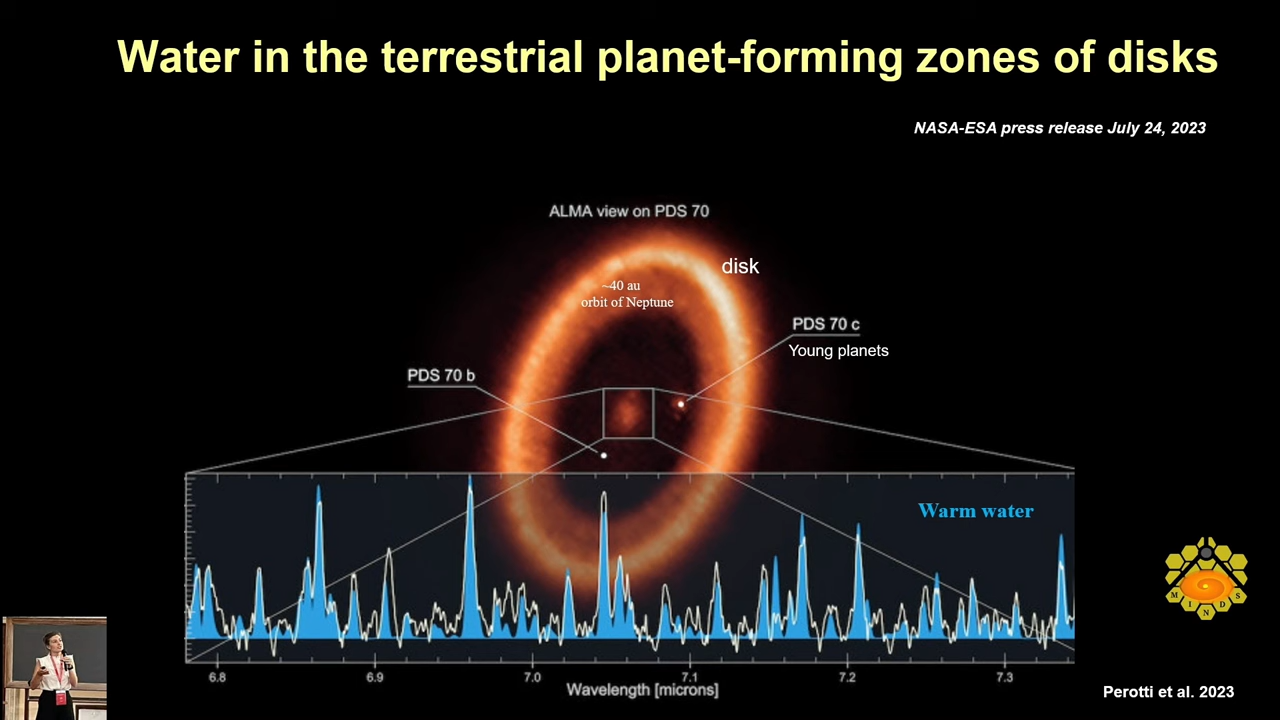 Water in the terrestrial planet-forming zones of disks
NASA-ESA press release July 24, 2023
ALMA view on PDS 70
disk
~40 au
orbit of Neptune
PDS 70 c
Young planets
PDS 70 b
Warm water
M I N D S
6.8 6.9 7.0 7.1 7.2 7.3
Wavelength [microns]
Perotti et al. 2023